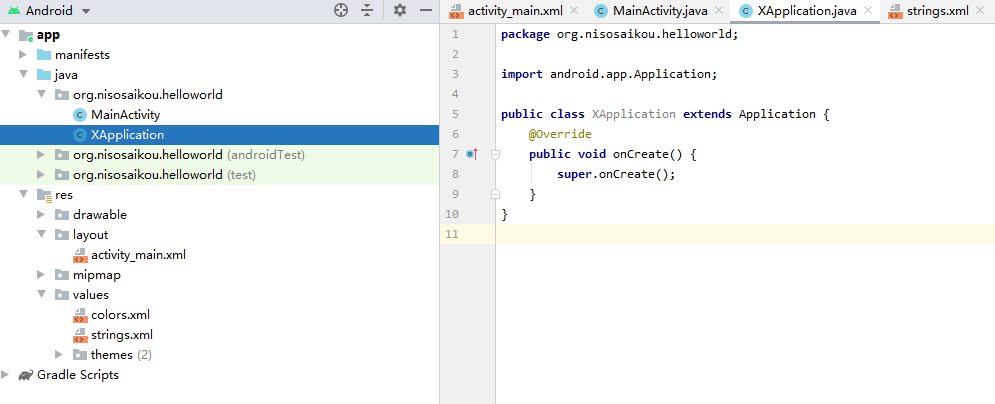 Android
app
manifests
java
org.nisosaikou.helloworld
MainActivity
XApplication
org.nisosaikou.helloworld (androidTest)
org.nisosaikou.helloworld (test)
res
drawable
layout
activity_main.xml
mipmap
values
colors.xml
strings.xml
themes (2)
Gradle Scripts
activity_main.xml MainActivity.java XApplication.java strings.xml
1 package org.nisosaikou.helloworld;
2
3 import android.app.Application;
4
5 public class XApplication extends Application {
6 @Override
7 public void onCreate() {
8 super.onCreate();
9 }
10 }
11